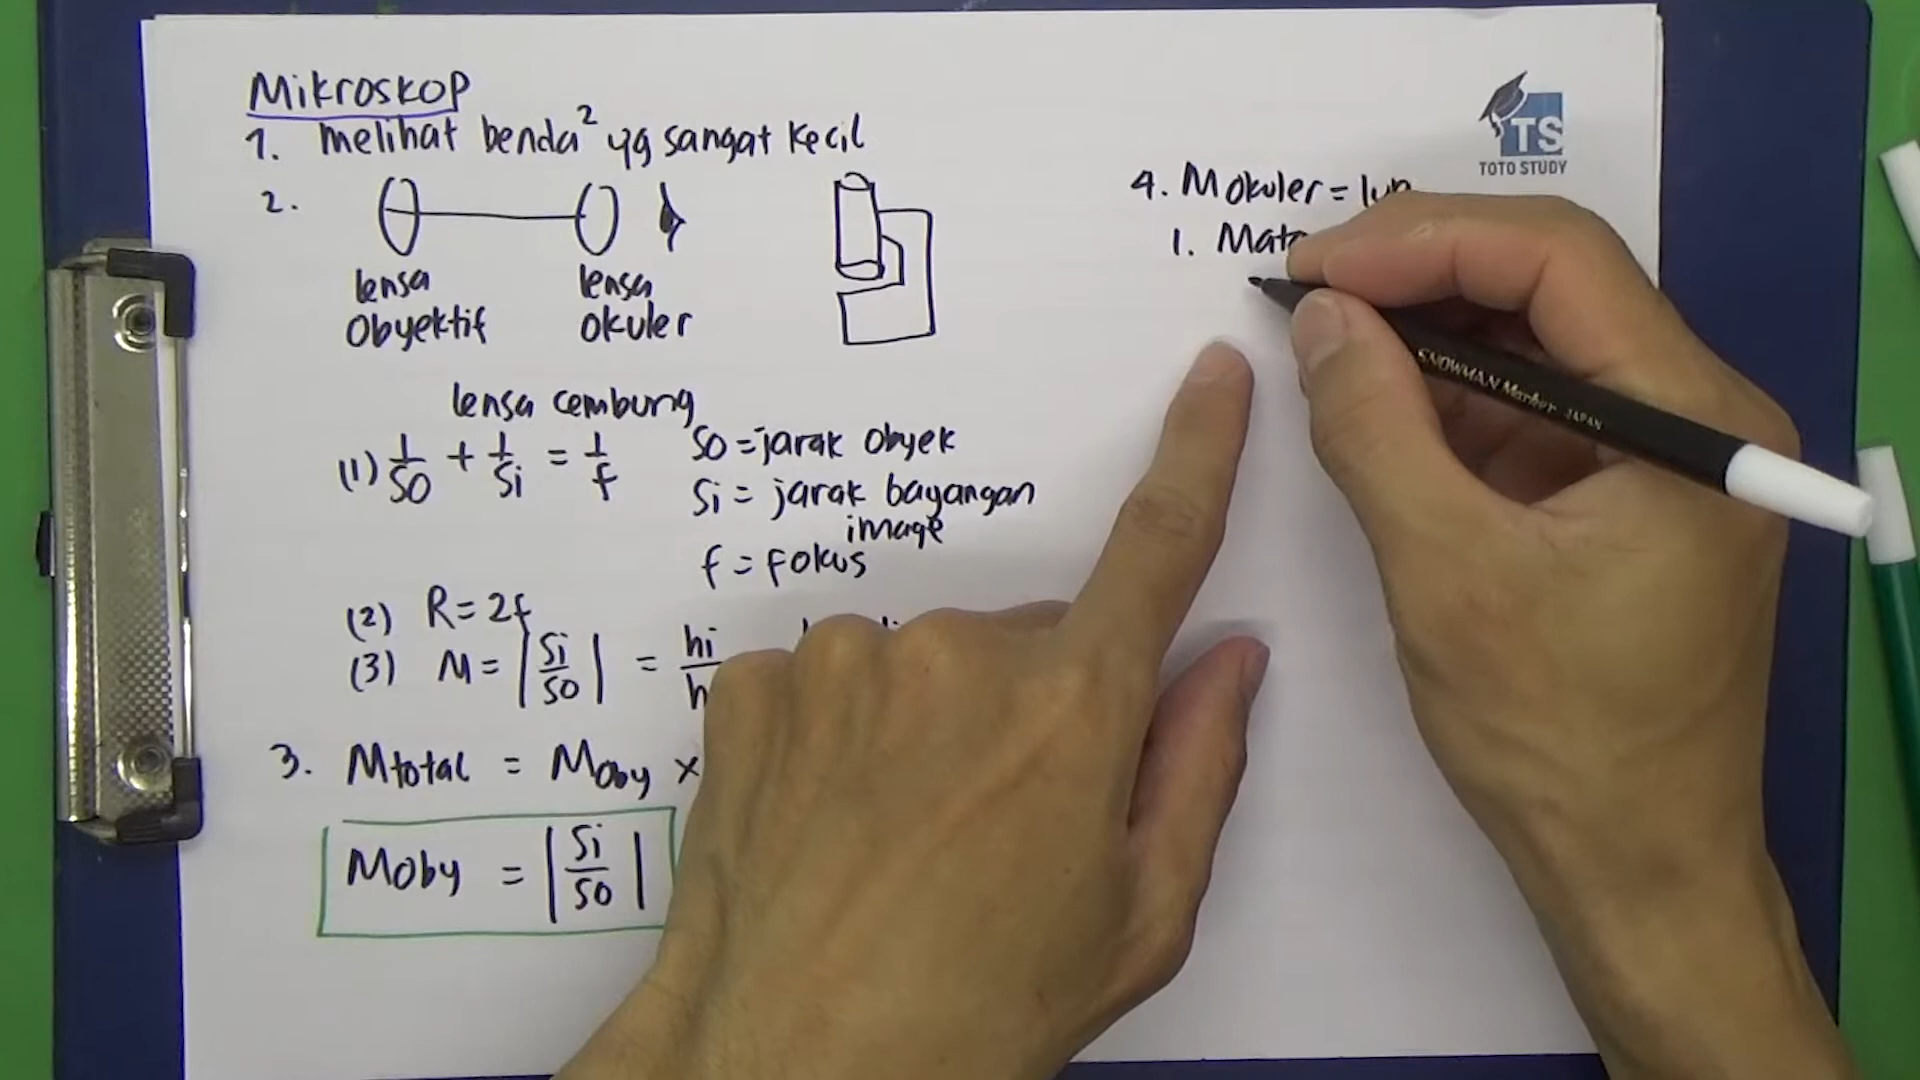 Mikroskop
1. melihat benda² yg sangat kecil
2.
lensa
obyektif
lensa
okuler
lensa cembung
(1) 1/so + 1/si = 1/f
so = jarak obyek
si = jarak bayangan
image
f = fokus
(2) R = 2f
(3) M = |si/so| = hi/h
3. Mtotal = Moby ×
Moby = |si/so|
TS
TOTO STUDY
4. Mokuler =
1.
SNOWMAN Marker JAPAN